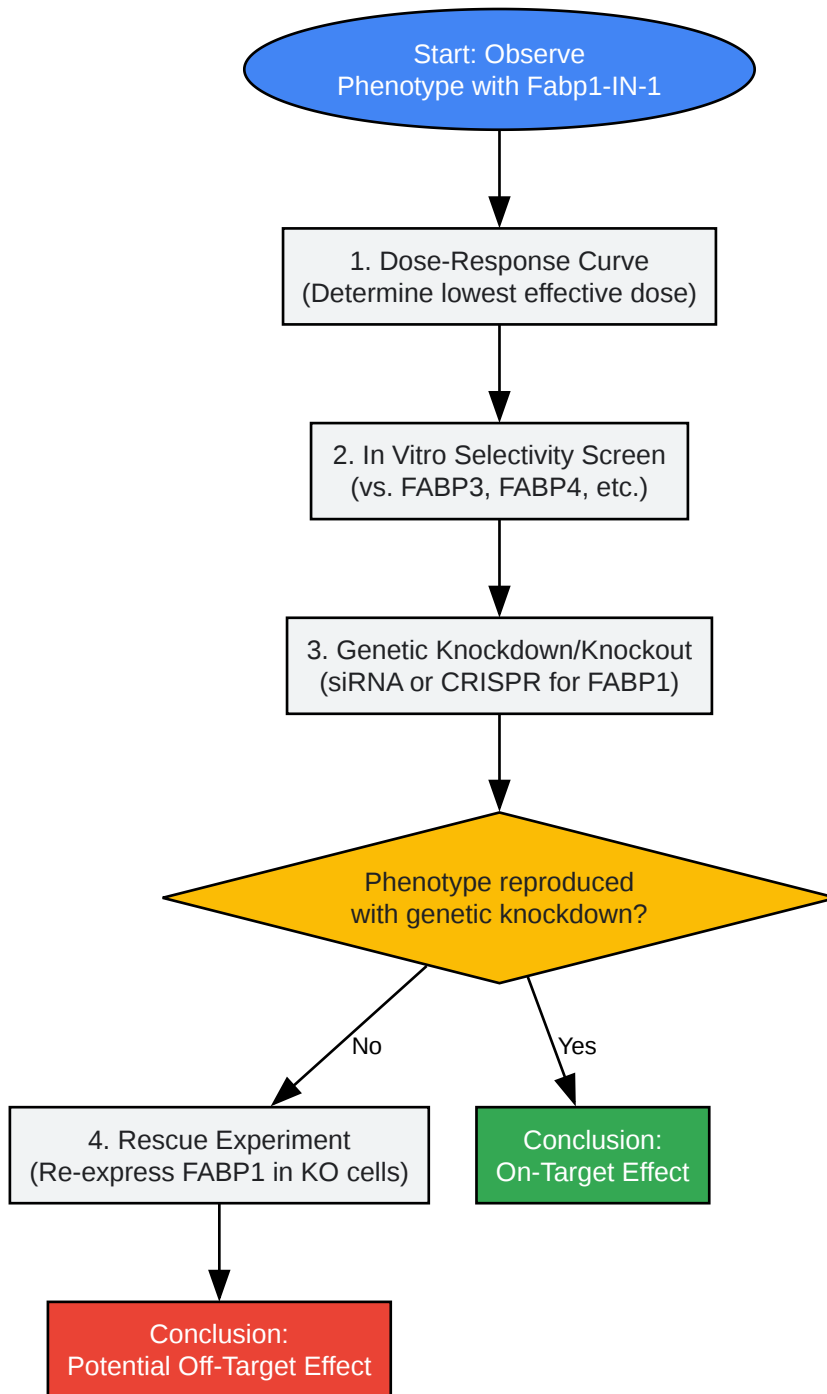 Start: Observe
Phenotype with Fabp1-IN-1
1. Dose-Response Curve
(Determine lowest effective dose)
2. In Vitro Selectivity Screen
(vs. FABP3, FABP4, etc.)
3. Genetic Knockdown/Knockout
(siRNA or CRISPR for FABP1)
Phenotype reproduced
with genetic knockdown?
No
Yes
4. Rescue Experiment
(Re-express FABP1 in KO cells)
Conclusion:
On-Target Effect
Conclusion:
Potential Off-Target Effect